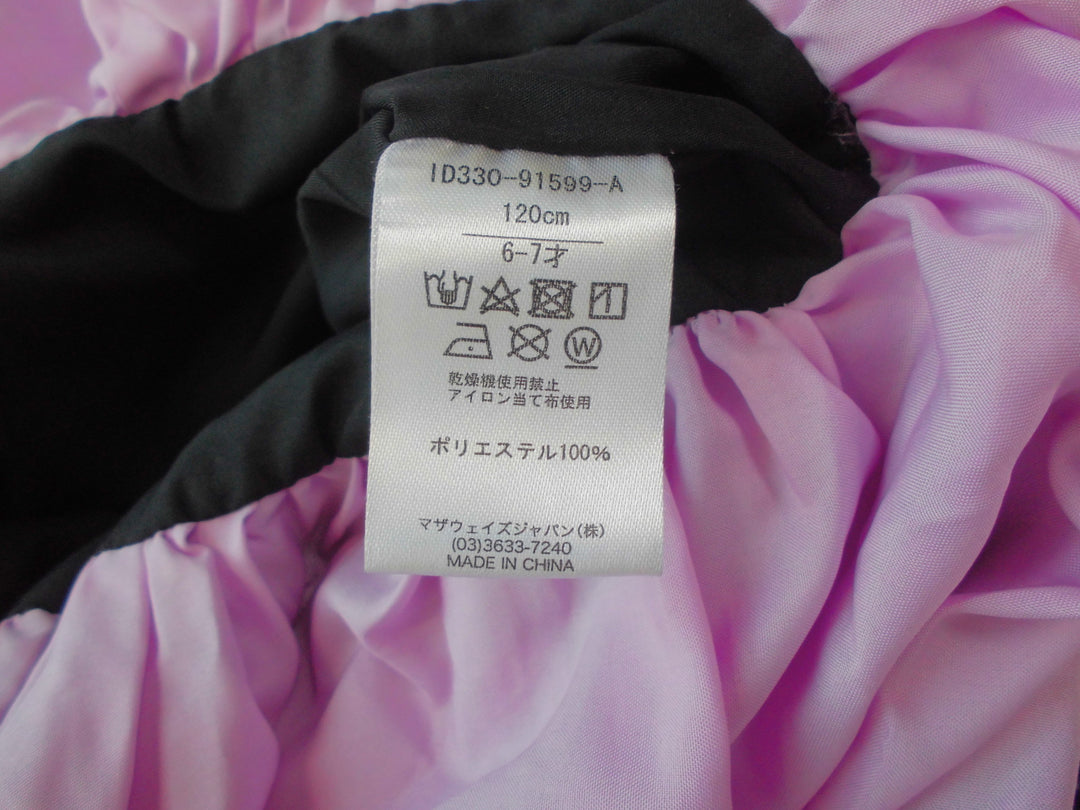 ID330-91599-A
120cm
6-7才
W
乾燥機使用禁止
アイロン当て布使用
ポリエステル100%
マザウェイズジャパン(株)
(03)3633-7240
MADE IN CHINA